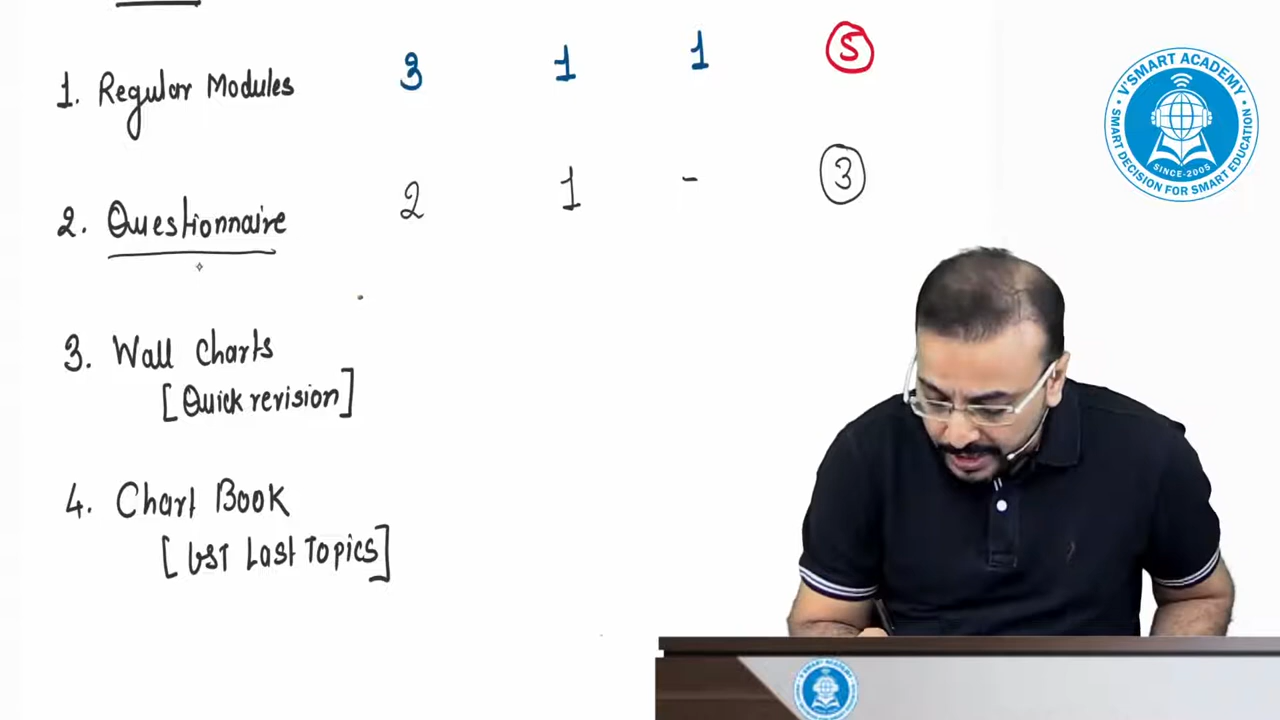 1. Regular Modules 3 1 1 5
2. Questionnaire 2 1 - 3
3. Wall Charts
[Quick revision]
4. Chart Book
[GST Last Topics]
V'SMART ACADEMY
SMART DECISION FOR SMART EDUCATION
SINCE-2005